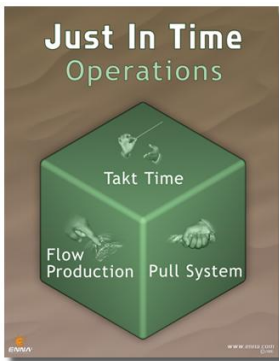 Just In Time
Operations
Takt Time
Flow
Production
Pull System
ENNA
www.enna.com